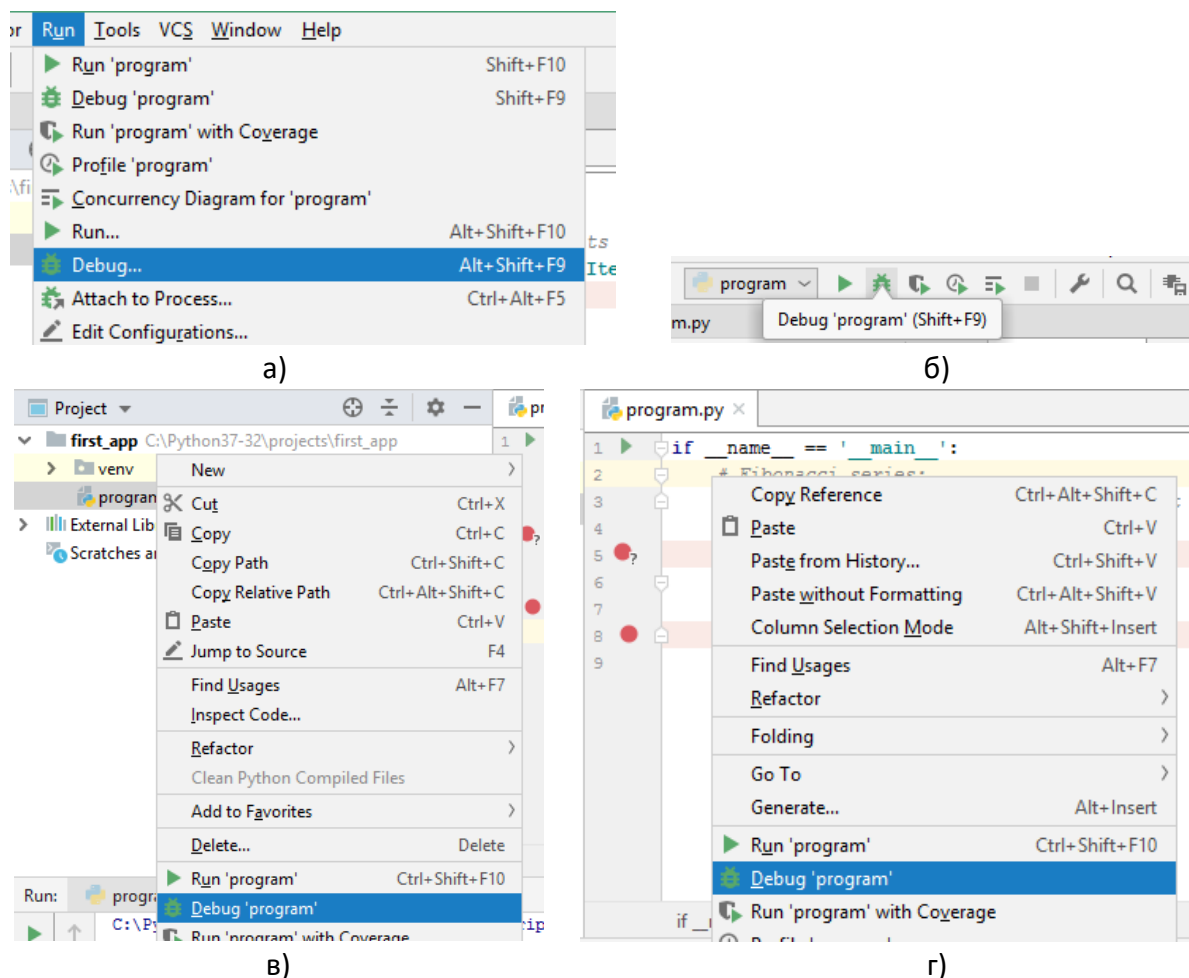 Run Tools VCS Window Help
Run 'program' Shift+F10
Debug 'program' Shift+F9
Run 'program' with Coverage
Profile 'program'
Concurrency Diagram for 'program'
Run... Alt+Shift+F10
Debug... Alt+Shift+F9
Attach to Process... Ctrl+Alt+F5
Edit Configurations...
а)
program
m.py
Debug 'program' (Shift+F9)
б)
Project
first_app C:\Python37-32\projects\first_app
venv
External Lib
Scratches
1
New
Cut Ctrl+X
Copy Ctrl+C
Copy Path Ctrl+Shift+C
Copy Relative Path Ctrl+Alt+Shift+C
Paste Ctrl+V
Jump to Source F4
Find Usages Alt+F7
Inspect Code...
Refactor
Clean Python Compiled Files
Add to Favorites
Delete... Delete
Run 'program' Ctrl+Shift+F10
Debug 'program'
Run 'program' with Coverage
Run:
?
в)
program.py
1 if __name__ == '__main__':
2 # Fibonacci series:
3
4
5 ?
6
7
8
9
Copy Reference Ctrl+Alt+Shift+C
Paste Ctrl+V
Paste from History... Ctrl+Shift+V
Paste without Formatting Ctrl+Alt+Shift+V
Column Selection Mode Alt+Shift+Insert
Find Usages Alt+F7
Refactor
Folding
Go To
Generate... Alt+Insert
Run 'program' Ctrl+Shift+F10
Debug 'program'
Run 'program' with Coverage
if
г)